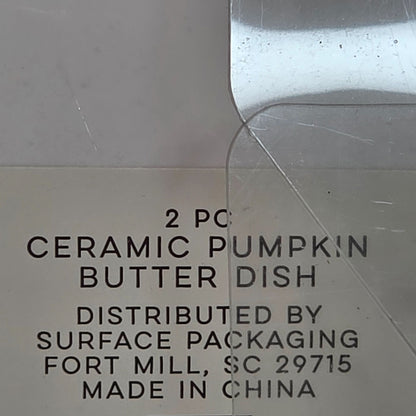 2 PC
CERAMIC PUMPKIN
BUTTER DISH
DISTRIBUTED BY
SURFACE PACKAGING
FORT MILL, SC 29715
MADE IN CHINA